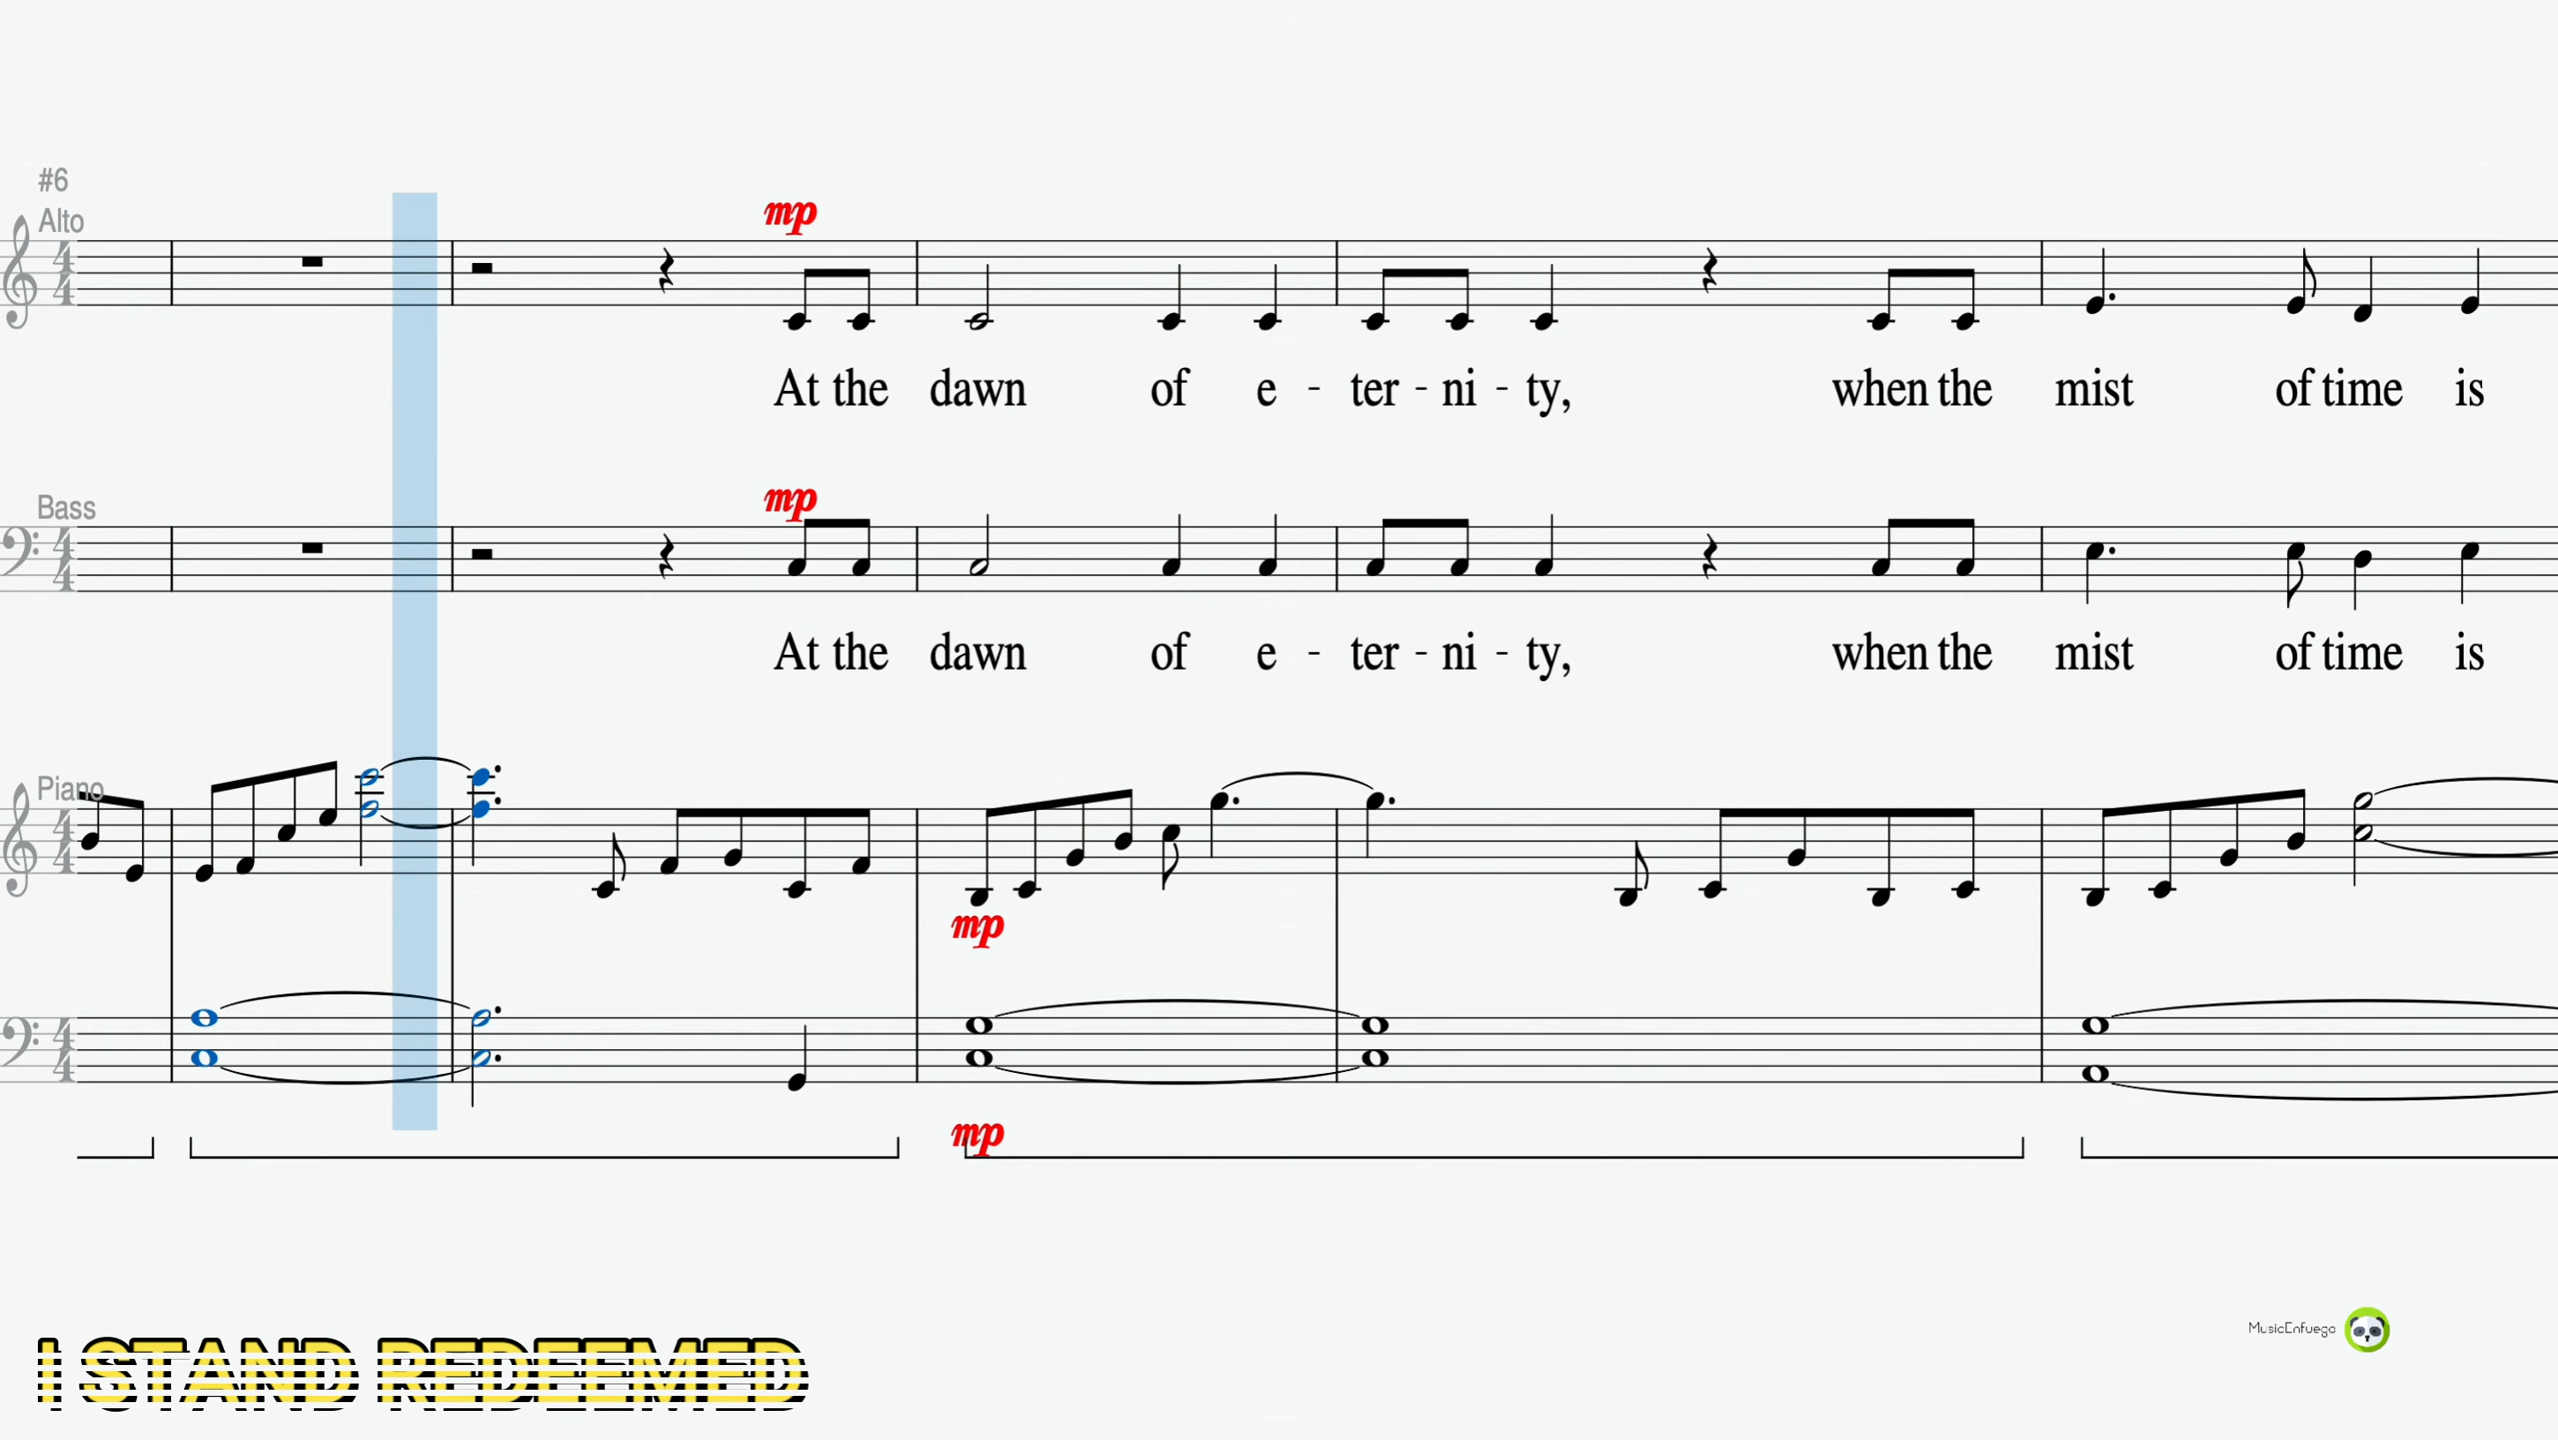 #6
Alto
mp
At the dawn of e - ter - ni - ty, when the mist of time is
Bass
mp
At the dawn of e - ter - ni - ty, when the mist of time is
Piano
mp
mp
I STAND REDEEMED
MusicEnfuego